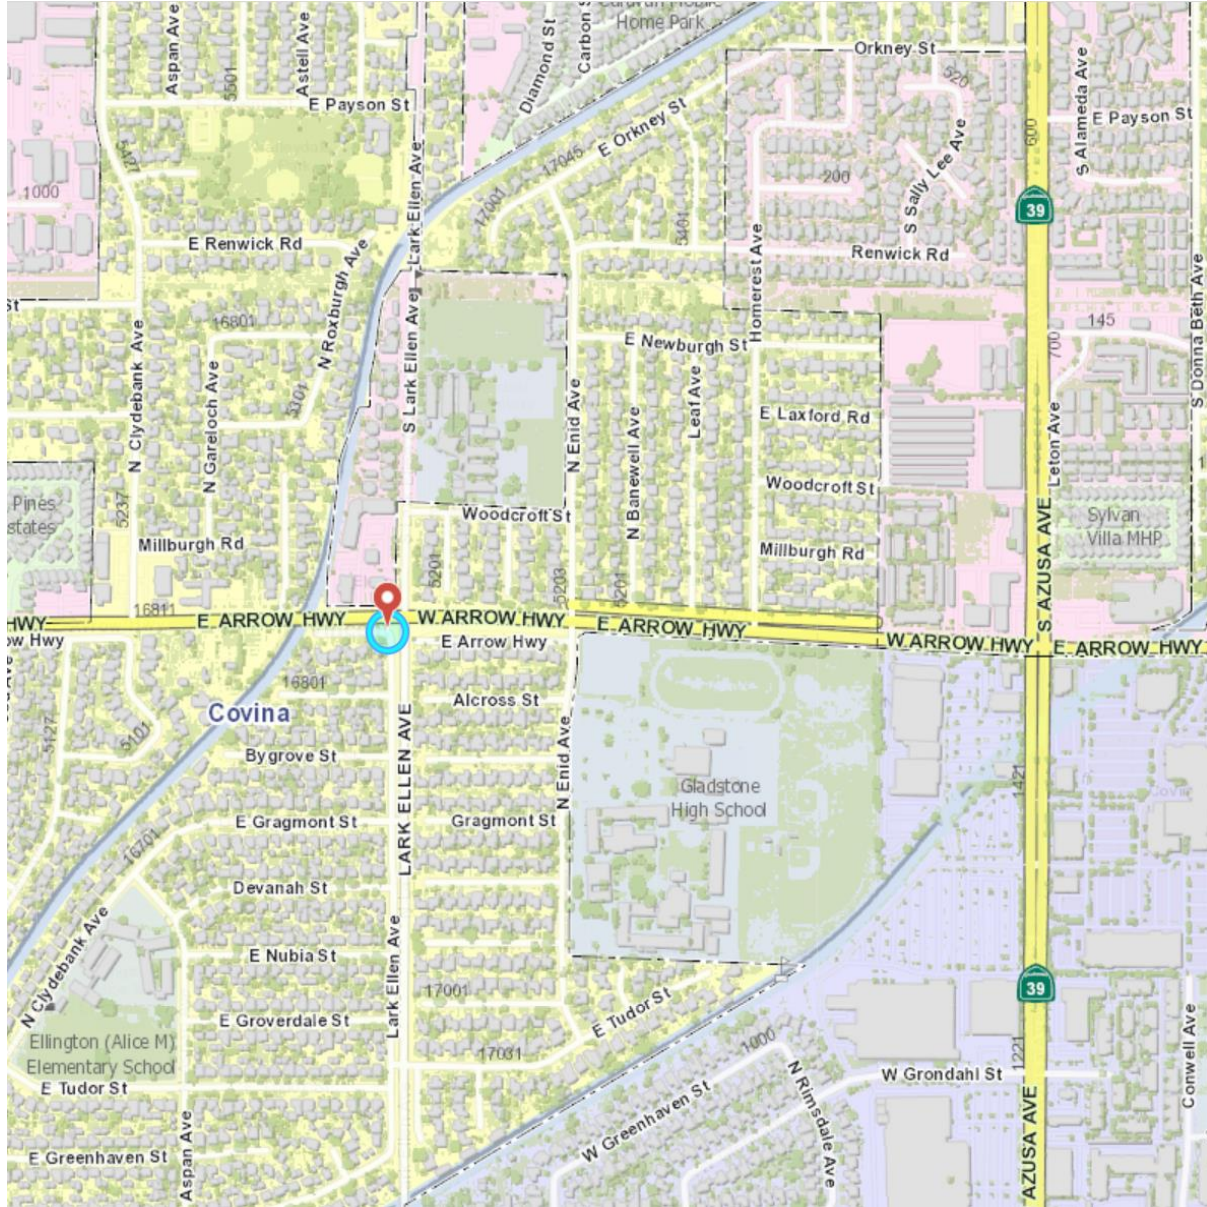 Aspan Ave
5501
Astell Ave
E Payson St
Diamond St
Home Park
Orkney St
520
S Alameda Ave
E Payson St
600
1000
S Lark Ellen Ave
17001
17045
E Orkney St
5401
200
S Sally Lee Ave
39
E Renwick Rd
N Roxburgh Ave
Homerest Ave
Renwick Rd
St
N Clydebank Ave
16801
N Gareloch Ave
S Lark Ellen Ave
N Enid Ave
E Newburgh St
N Banewell Ave
Leaf Ave
E Laxford Rd
Woodcroft St
Millburgh Rd
145
700
Leton Ave
S Donna Beth Ave
Pines
states
5237
Millburgh Rd
Woodcroft St
5201
5203
5201
S AZUSA AVE
Sylvan
Villa MHP
16811
HWY
E ARROW HWY
W ARROW HWY
E ARROW HWY
W ARROW HWY
E ARROW HWY
ow Hwy
E Arrow Hwy
16801
Alcross St
Covina
5127
5101
Bygrove St
LARK ELLEN AVE
N Enid Ave
Gladstone
High School
1421
E Gragmont St
Gragmont St
16701
Devanah St
N Clydebank Ave
E Nubia St
Lark Ellen Ave
17001
E Groverdale St
E Tudor St
17031
39
Ellington (Alice M)
Elementary School
E Tudor St
1000
W Grondahl St
1221
N Rimsdale Ave
W Greenhaven St
Conwell Ave
E Greenhaven St
Aspan Ave
AZUSA AVE